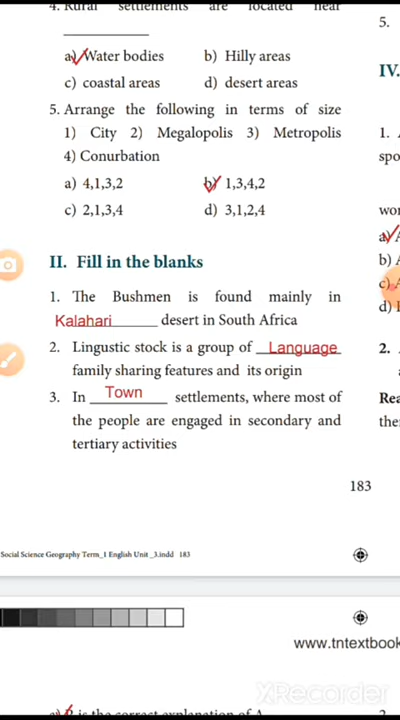 4. Rural settlements are located near
a) Water bodies b) Hilly areas
c) coastal areas d) desert areas
5. Arrange the following in terms of size
1) City 2) Megalopolis 3) Metropolis
4) Conurbation
a) 4,1,3,2 b) 1,3,4,2
c) 2,1,3,4 d) 3,1,2,4
II. Fill in the blanks
1. The Bushmen is found mainly in
Kalahari desert in South Africa
2. Lingustic stock is a group of Language
family sharing features and its origin
3. In Town settlements, where most of
the people are engaged in secondary and
tertiary activities
183
Social Science Geography Term_1 English Unit _3.indd 183
5.
IV.
1.
spo
wor
a) A
b) A
c) A
d)
2.
Rea
the
www.tntextbook
XRecorder
is the correct explanation of A